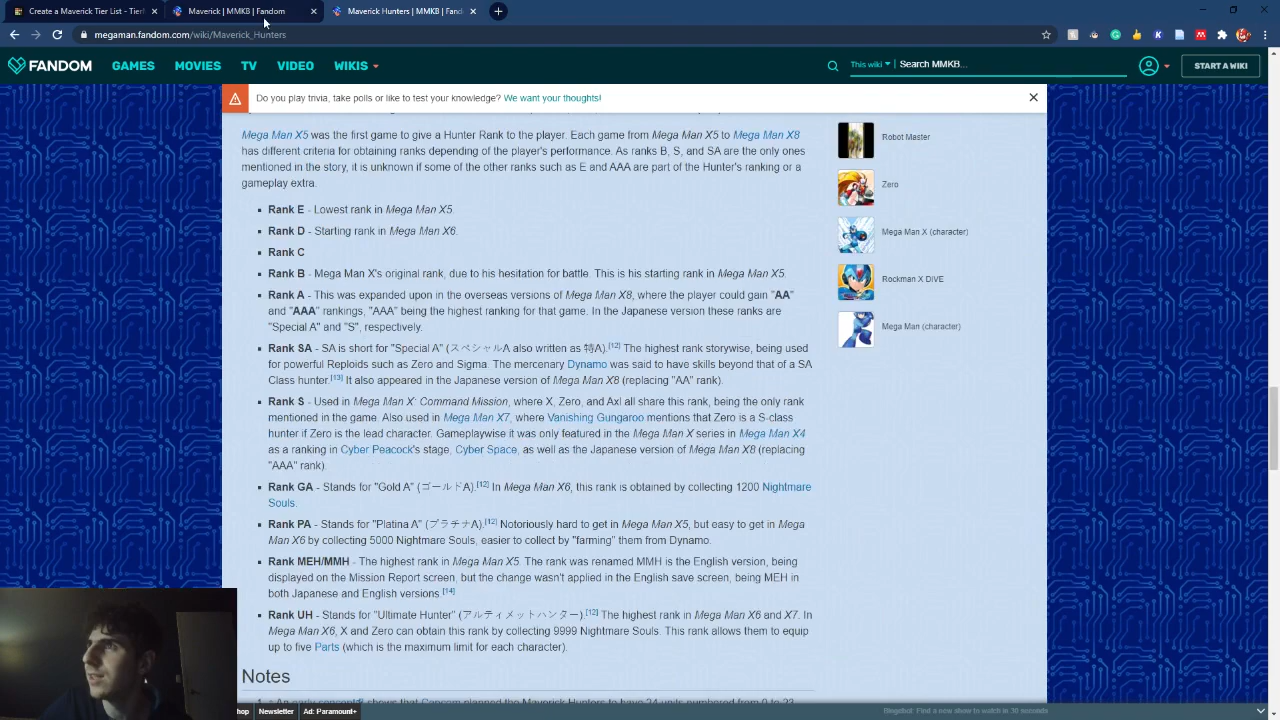 Create a Maverick Tier List - Tierl
Maverick Hunters | MMKB | Fandom
Maverick Hunters | MMKB | Fandom
megaman.fandom.com/wiki/Maverick_Hunters
FANDOM GAMES MOVIES TV VIDEO WIKIS This wiki Search MMKB... START A WIKI
Do you play trivia, take polls or like to test your knowledge? We want your thoughts!
Mega Man X5 was the first game to give a Hunter Rank to the player. Each game from Mega Man X5 to Mega Man X8
has different criteria for obtaining ranks depending of the player's performance. As ranks B, S, and SA are the only ones
mentioned in the story, it is unknown if some of the other ranks such as E and AAA are part of the Hunter's ranking or a
gameplay extra.
Rank E - Lowest rank in Mega Man X5.
Rank D - Starting rank in Mega Man X6.
Rank C
Rank B - Mega Man X's original rank, due to his hesitation for battle. This is his starting rank in Mega Man X5.
Rank A - This was expanded upon in the overseas versions of Mega Man X8, where the player could gain "AA"
and "AAA" rankings, "AAA" being the highest ranking for that game. In the Japanese version these ranks are
"Special A" and "S", respectively.
Rank SA - SA is short for "Special A" (スペシャルA also written as 特A).[12] The highest rank storywise, being used
for powerful Reploids such as Zero and Sigma. The mercenary Dynamo was said to have skills beyond that of a SA
Class hunter.[13] It also appeared in the Japanese version of Mega Man X8 (replacing "AA" rank).
Rank S - Used in Mega Man X: Command Mission, where X, Zero, and Axl all share this rank, being the only rank
mentioned in the game. Also used in Mega Man X7, where Vanishing Gungaroo mentions that Zero is a S-class
hunter if Zero is the lead character. Gameplaywise it was only featured in the Mega Man X series in Mega Man X4
as a ranking in Cyber Peacock's stage, Cyber Space, as well as the Japanese version of Mega Man X8 (replacing
"AAA" rank).
Rank GA - Stands for "Gold A" (ゴールドA).[12] In Mega Man X6, this rank is obtained by collecting 1200 Nightmare
Souls.
Rank PA - Stands for "Platina A" (プラチナA).[12] Notoriously hard to get in Mega Man X5, but easy to get in Mega
Man X6 by collecting 5000 Nightmare Souls, easier to collect by "farming" them from Dynamo.
Rank MEH/MMH - The highest rank in Mega Man X5. The rank was renamed MMH is the English version, being
displayed on the Mission Report screen, but the change wasn't applied in the English save screen, being MEH in
both Japanese and English versions.[14]
Rank UH - Stands for "Ultimate Hunter" (アルティメットハンター).[12] The highest rank in Mega Man X6 and X7. In
Mega Man X6, X and Zero can obtain this rank by collecting 9999 Nightmare Souls. This rank allows them to equip
up to five Parts (which is the maximum limit for each character).
Notes
Robot Master
Zero
Mega Man X (character)
Rockman X DIVE
Mega Man (character)
hop Newsletter Ad: Paramount+
Blogshot: Find a new show to watch in 30 seconds